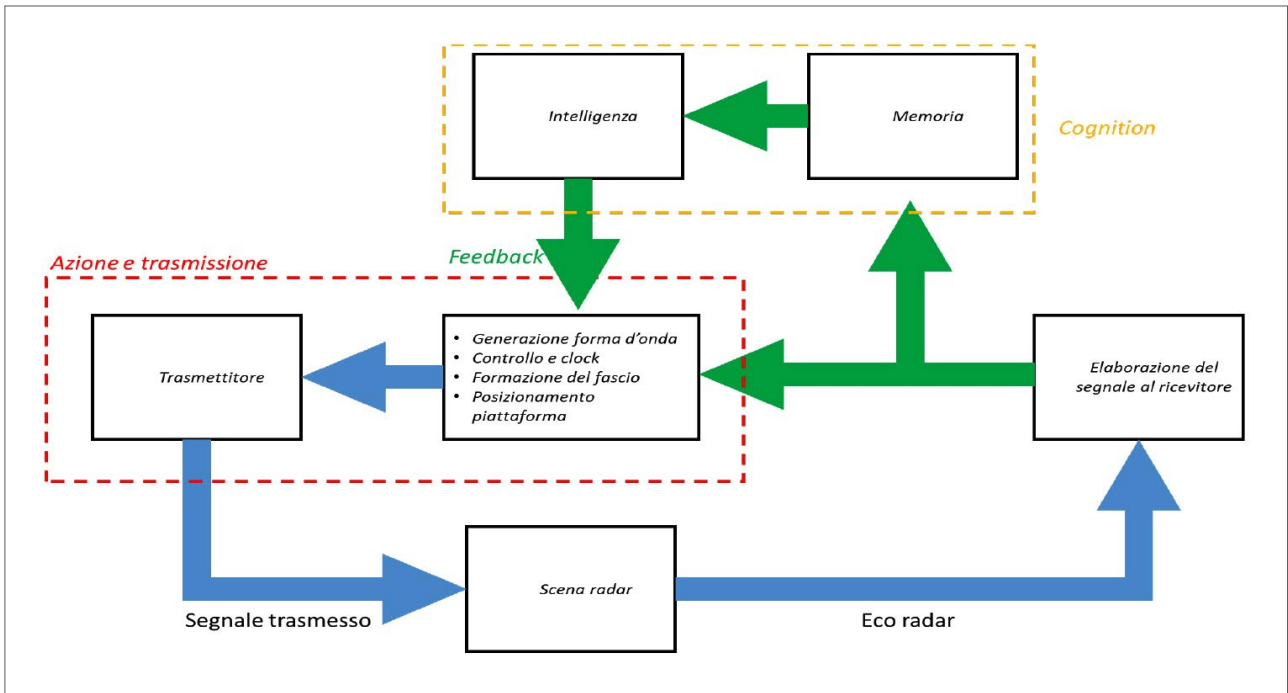 Intelligenza
Memoria
Cognition
Azione e trasmissione
Feedback
Trasmettitore
• Generazione forma d'onda
• Controllo e clock
• Formazione del fascio
• Posizionamento
piattaforma
Elaborazione del
segnale al ricevitore
Scena radar
Segnale trasmesso
Eco radar